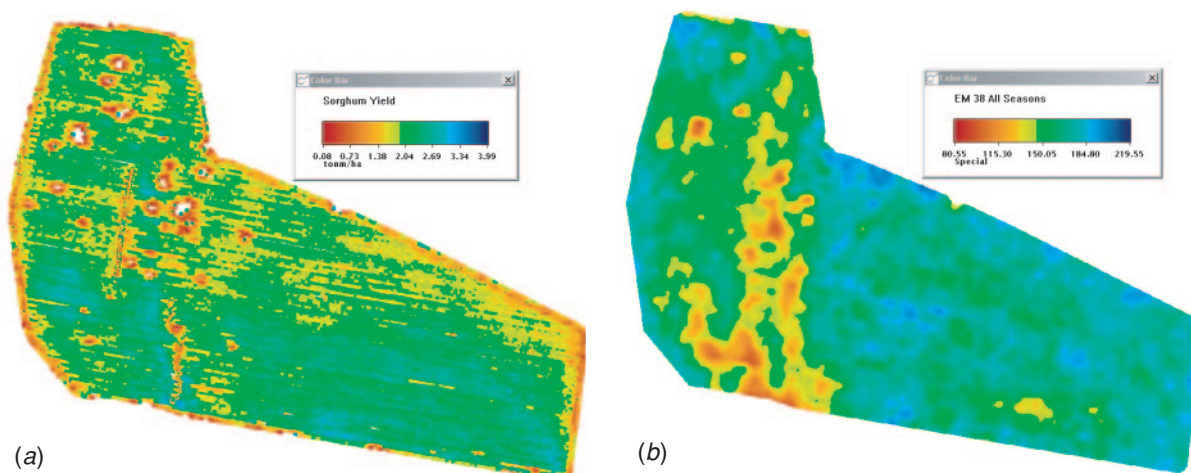 Color Bar
Sorghum Yield
0.08 0.73 1.38 2.04 2.69 3.34 3.99
tonm/ha
(a)
Color Bar
EM 38 All Seasons
80.55 115.30 150.05 184.80 219.55
Special
(b)